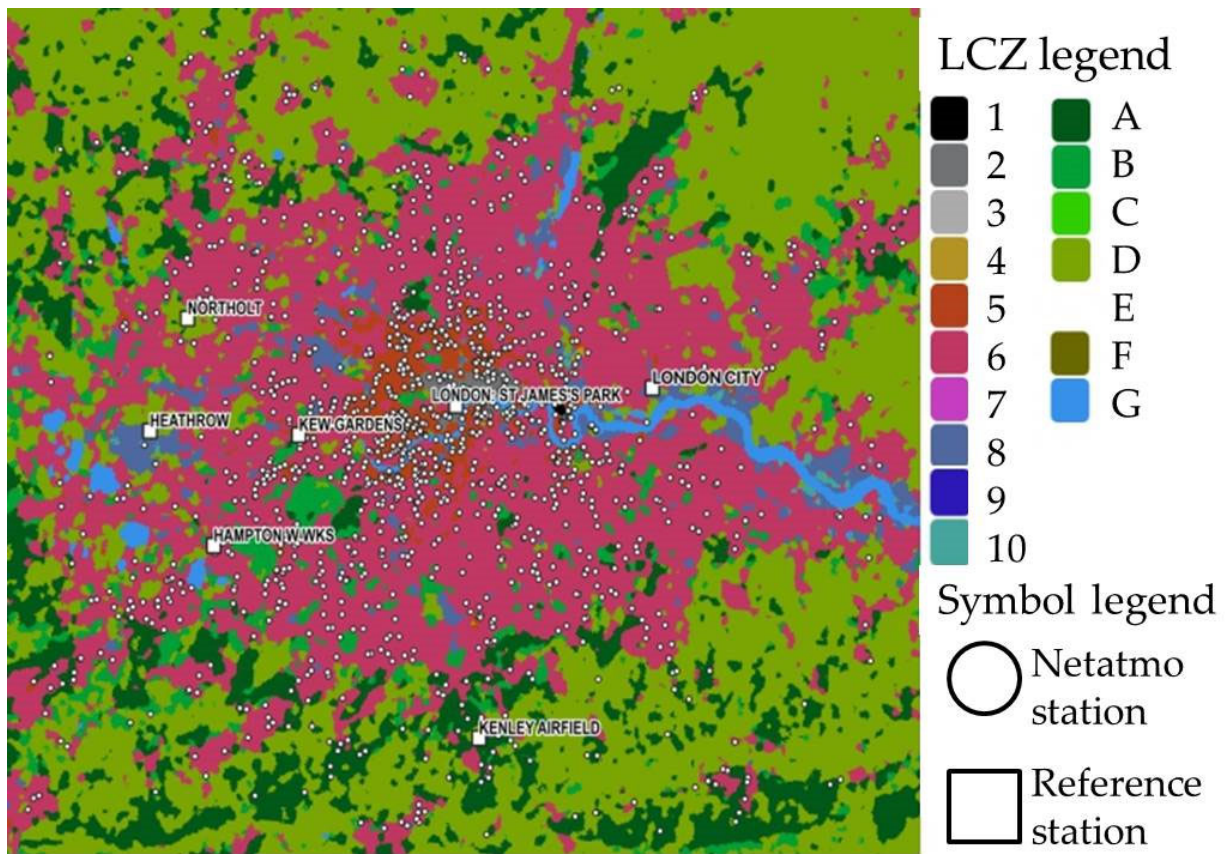 NORTHOLT
LONDON CITY
LONDON: ST JAMES'S PARK
HEATHROW
KEW GARDENS
HAMPTON W WKS
KENLEY AIRFIELD
LCZ legend
1 A
2 B
3 C
4 D
5 E
6 F
7 G
8
9
10
Symbol legend
Netatmo
station
Reference
station